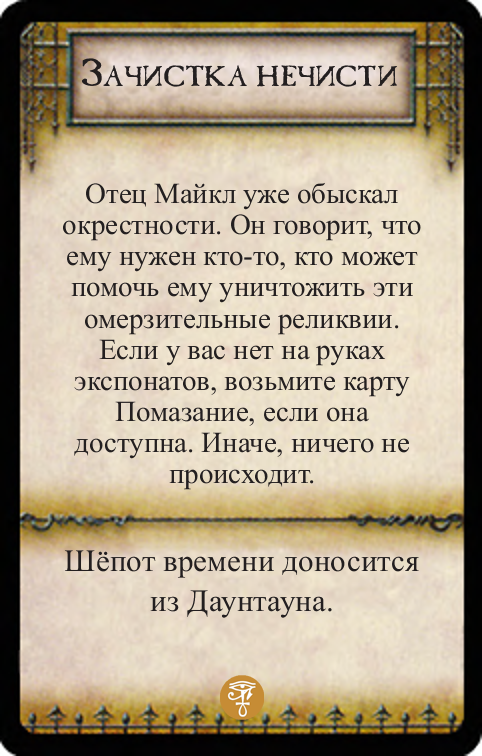 Зачистка нечисти
Отец Майкл уже обыскал
окрестности. Он говорит, что
ему нужен кто-то, кто может
помочь ему уничтожить эти
омерзительные реликвии.
Если у вас нет на руках
экспонатов, возьмите карту
Помазание, если она
доступна. Иначе, ничего не
происходит.
Шёпот времени доносится
из Даунтауна.